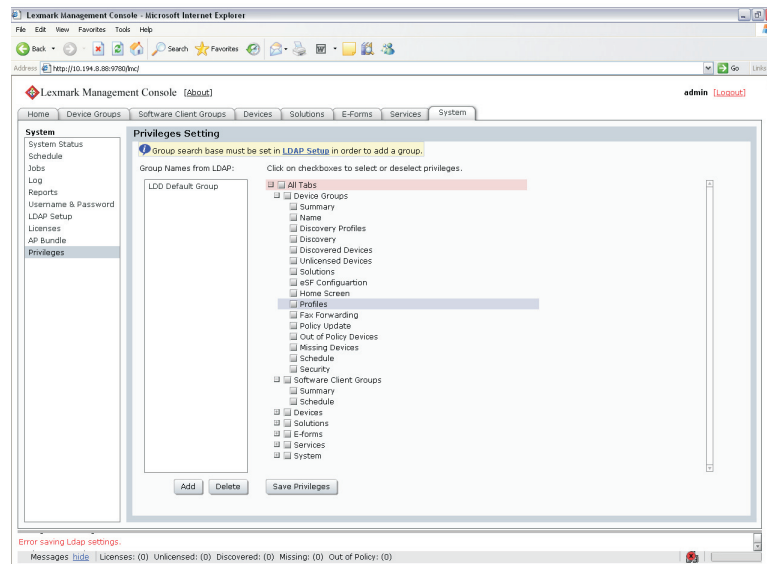 Lexmark Management Console - Microsoft Internet Explorer
File Edit View Favorites Tools Help
Back Search Favorites
Address http://10.194.8.88:9780/lmc/ Go Links
Lexmark Management Console [About] admin [Logout]
Home Device Groups Software Client Groups Devices Solutions E-Forms Services System
System
System Status
Schedule
Jobs
Log
Reports
Username & Password
LDAP Setup
Licenses
AP Bundle
Privileges
Privileges Setting
Group search base must be set in LDAP Setup in order to add a group.
Group Names from LDAP: Click on checkboxes to select or deselect privileges.
LDD Default Group
All Tabs
Device Groups
Summary
Name
Discovery Profiles
Discovery
Discovered Devices
Unlicensed Devices
Solutions
eSF Configuartion
Home Screen
Profiles
Fax Forwarding
Policy Update
Out of Policy Devices
Missing Devices
Schedule
Security
Software Client Groups
Summary
Schedule
Devices
Solutions
E-forms
Services
System
Add Delete Save Privileges
Error saving Ldap settings.
Messages hide Licenses: (0) Unlicensed: (0) Discovered: (0) Missing: (0) Out of Policy: (0)